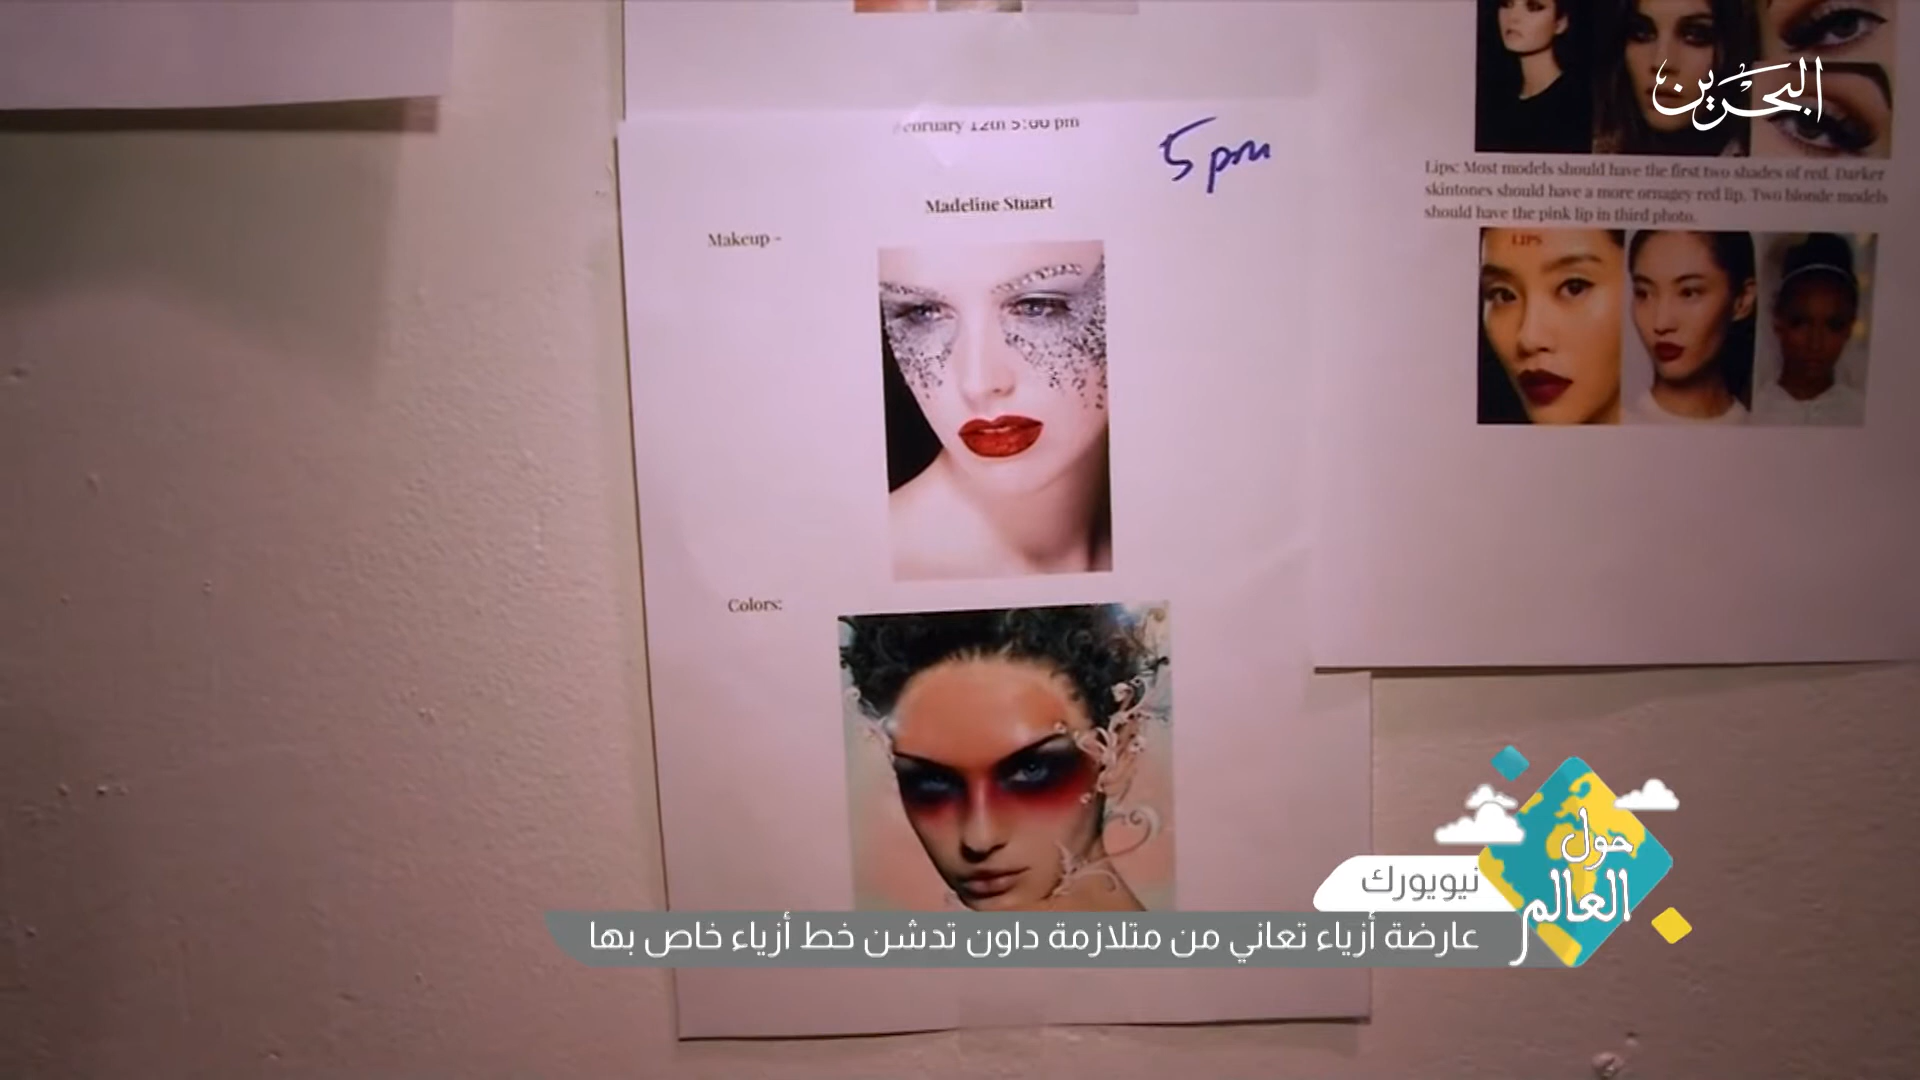 البحرين
February 12th 5:00 pm
5 pm
Madeline Stuart
Makeup -
Colors:
Lips: Most models should have the first two shades of red. Darker
skintones should have a more ornagey red lip. Two blonde models
should have the pink lip in third photo.
LIPS
حول
العالم
نيويورك
عارضة أزياء تعاني من متلازمة داون تدشن خط أزياء خاص بها